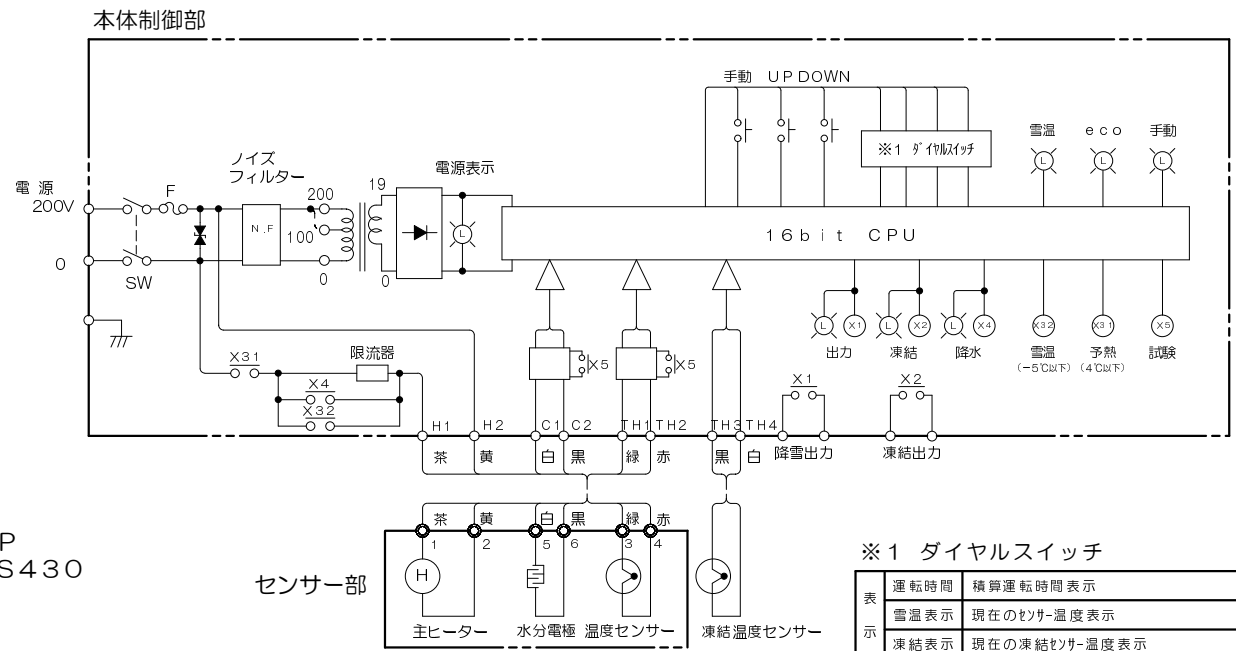 本体制御部
手動 UP DOWN
※1 ダイヤルスイッチ
雪温 eco 手動
L L L
ノイズ
フィルター
電源表示
電源
200V
F
200
19
N.F
100
L
16bit CPU
0
SW
0
0
L X1 L X2 L X4 X32 X31 X5
出力 凍結 降水 雪温 予熱 試験
(-5℃以下) (4℃以下)
X31
限流器
X5
X5
X4
X32
X1
X2
H1 H2 C1 C2 TH1 TH2 TH3 TH4
茶 黄 白 黒 緑 赤 黒 白 降雪出力 凍結出力
茶 黄 白 黒 緑 赤
1 2 5 6 3 4
P
S430
センサー部
H
主ヒーター 水分電極 温度センサー 凍結温度センサー
※1 ダイヤルスイッチ
表示
運転時間 積算運転時間表示
雪温表示 現在のセンサー温度表示
凍結表示 現在の凍結センサー温度表示